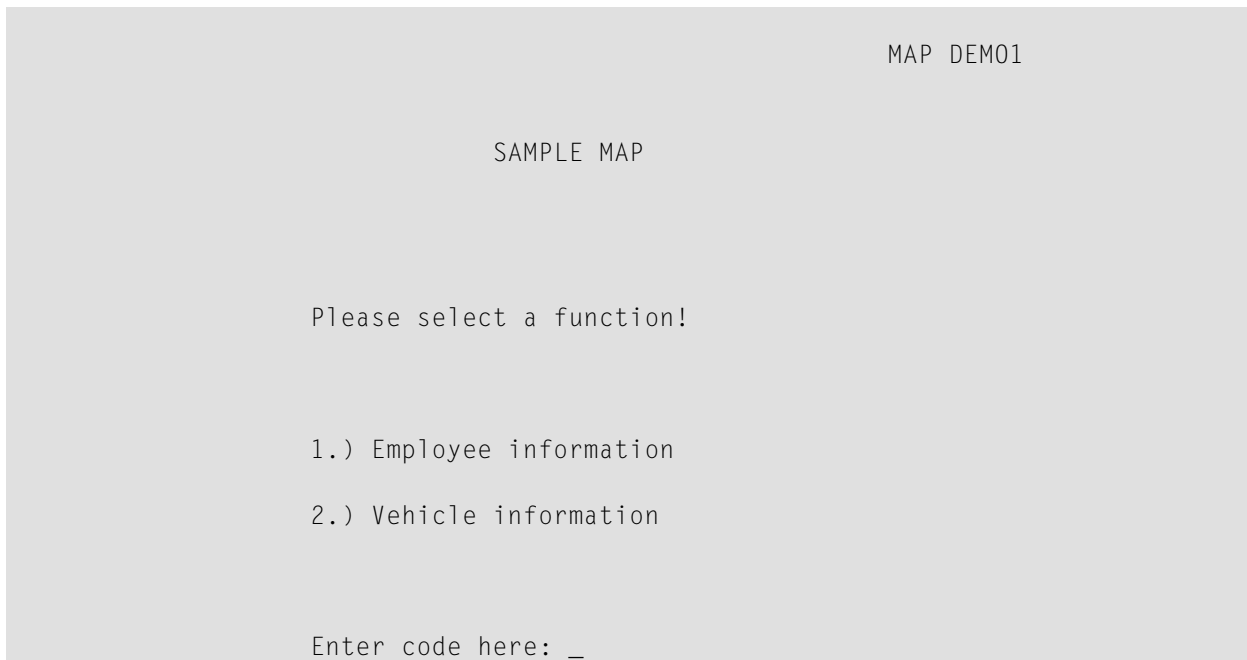 MAP DEMO1
SAMPLE MAP
Please select a function!
1.) Employee information
2.) Vehicle information
Enter code here: _